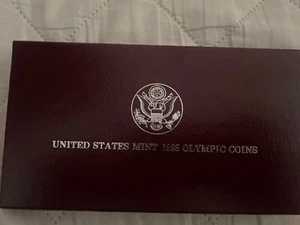 UNITED STATES MINT 1988 OLYMPIC COINS